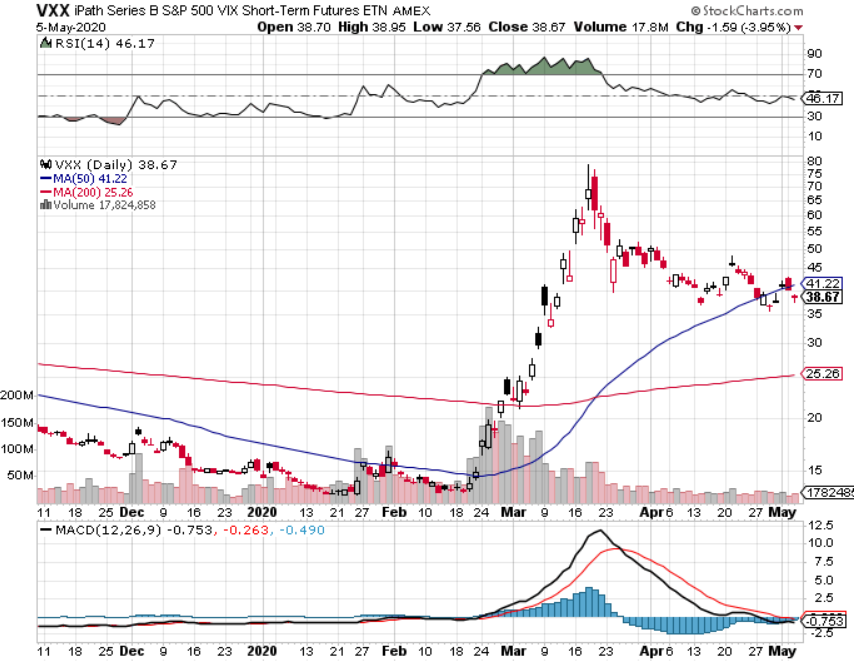 VXX iPath Series B S&P 500 VIX Short-Term Futures ETN AMEX © StockCharts.com
5-May-2020 Open 38.70 High 38.95 Low 37.56 Close 38.67 Volume 17.8M Chg -1.59 (-3.95%)
RSI(14) 46.17
90
70
46.17
30
10
VXX (Daily) 38.67
MA(50) 41.22
MA(200) 25.26
Volume 17,824,858
80
75
70
65
60
55
50
45
41.22
38.67
35
30
25.26
20
15
200M
150M
100M
50M
1782485
11 18 25 Dec 9 16 23 2020 13 21 27 Feb 10 18 24 Mar 9 16 23 Apr 6 13 20 27 May
MACD(12,26,9) -0.753, -0.263, -0.490
12.5
10.0
7.5
5.0
2.5
-0.753
-2.5
11 18 25 Dec 9 16 23 2020 13 21 27 Feb 10 18 24 Mar 9 16 23 Apr 6 13 20 27 May